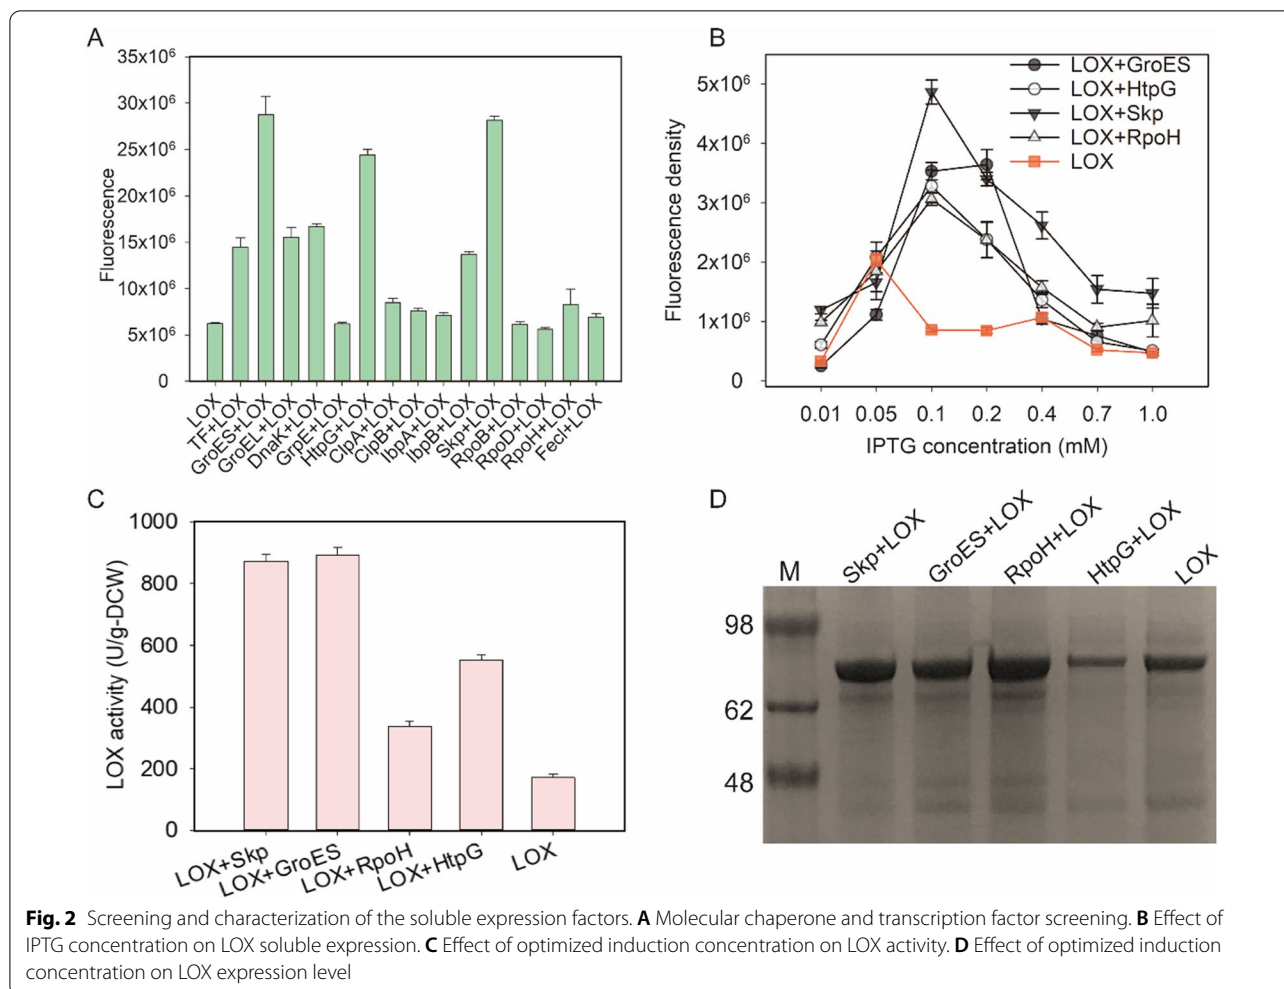 A
35x10⁶
30x10⁶
25x10⁶
20x10⁶
15x10⁶
10x10⁶
5x10⁶
0
Fluorescence
LOX
TF+LOX
GroES+LOX
GroEL+LOX
DnaK+LOX
GrpE+LOX
HtpG+LOX
ClpA+LOX
ClpB+LOX
IbpA+LOX
IbpB+LOX
Skp+LOX
RpoB+LOX
RpoD+LOX
RpoH+LOX
FecI+LOX
B
5x10⁶
4x10⁶
3x10⁶
2x10⁶
1x10⁶
0
Fluorescence density
LOX+GroES
LOX+HtpG
LOX+Skp
LOX+RpoH
LOX
0.01 0.05 0.1 0.2 0.4 0.7 1.0
IPTG concentration (mM)
C
1000
800
600
400
200
0
LOX activity (U/g-DCW)
LOX+Skp
LOX+GroES
LOX+RpoH
LOX+HtpG
LOX
D
M
Skp+LOX
GroES+LOX
RpoH+LOX
HtpG+LOX
LOX
98
62
48
Fig. 2 Screening and characterization of the soluble expression factors. A Molecular chaperone and transcription factor screening. B Effect of
IPTG concentration on LOX soluble expression. C Effect of optimized induction concentration on LOX activity. D Effect of optimized induction
concentration on LOX expression level